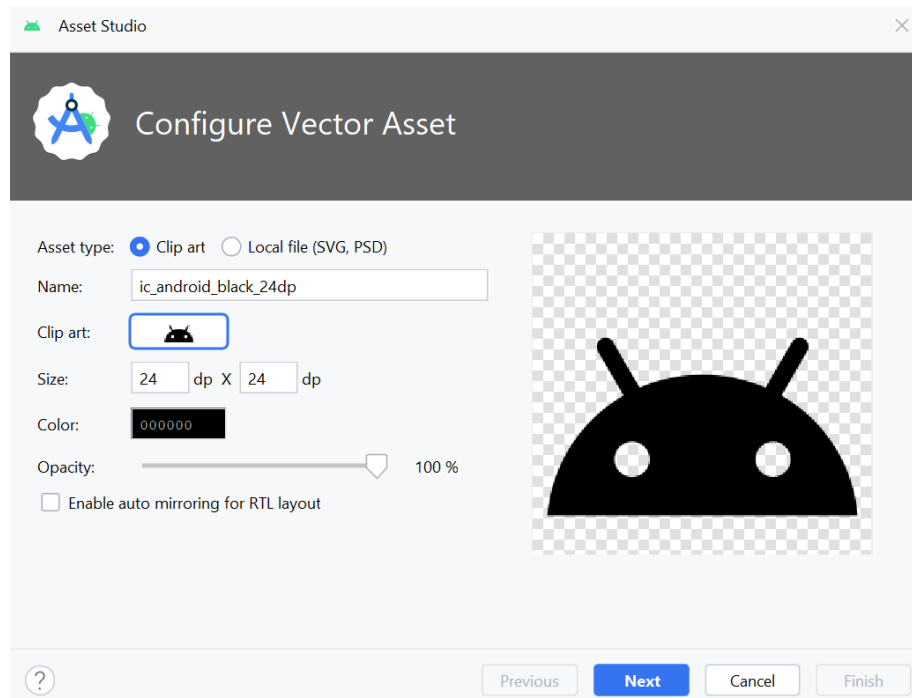 Asset Studio
Configure Vector Asset
Asset type: Clip art Local file (SVG, PSD)
Name: ic_android_black_24dp
Clip art:
Size: 24 dp X 24 dp
Color: 000000
Opacity: 100 %
Enable auto mirroring for RTL layout
? Previous Next Cancel Finish